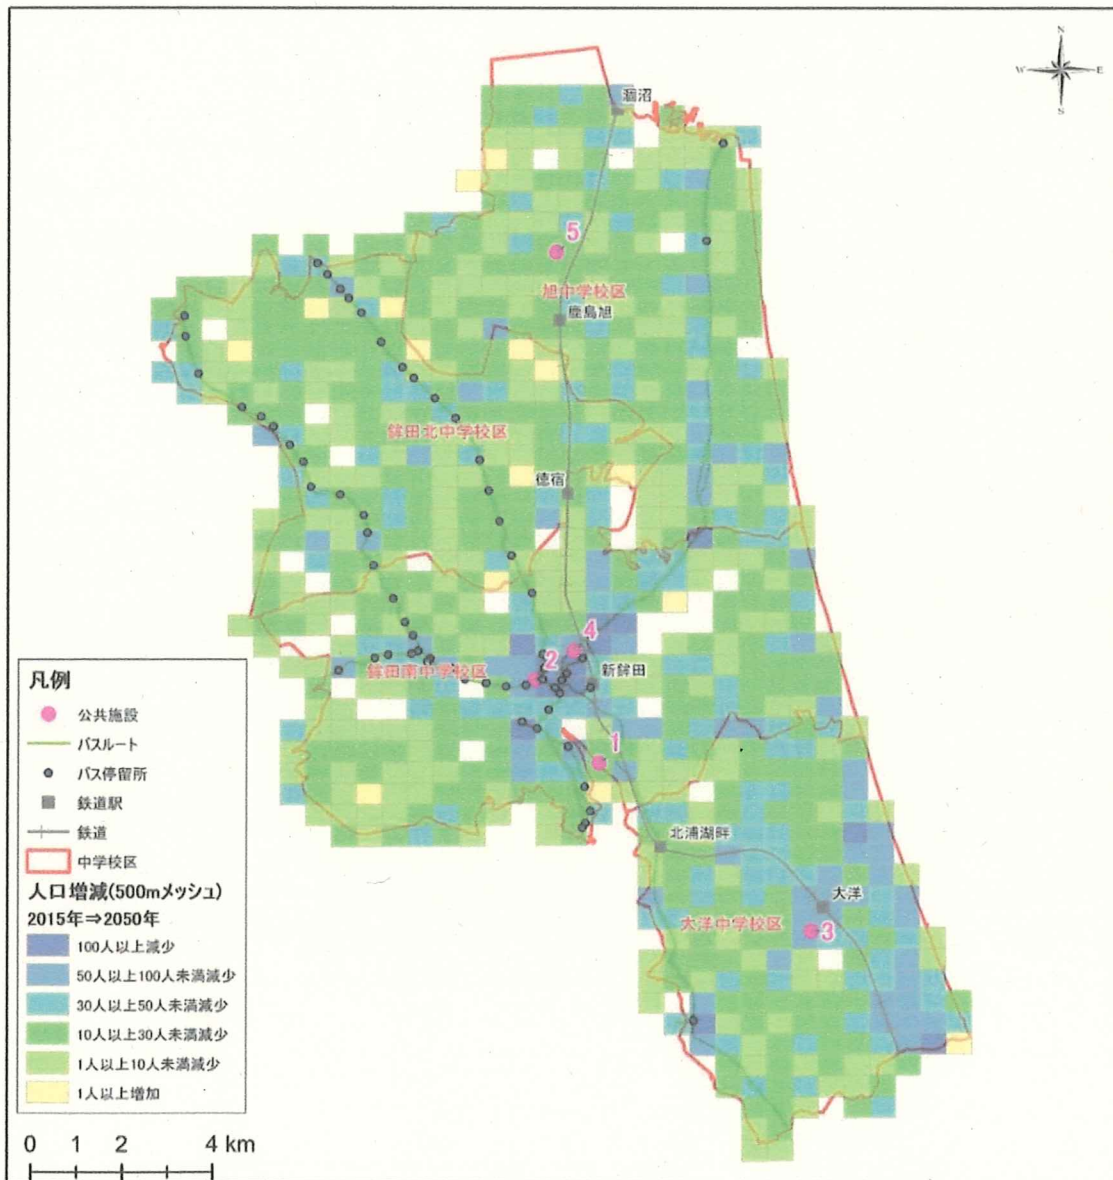 N
W
E
S
涸沼
5
旭中学校区
鹿島旭
鉾田北中学校区
徳宿
4
2
鉾田南中学校区
新鉾田
1
北浦湖畔
大洋
大洋中学校区
3
凡例
公共施設
バスルート
バス停留所
鉄道駅
鉄道
中学校区
人口増減(500mメッシュ)
2015年⇒2050年
100人以上減少
50人以上100人未満減少
30人以上50人未満減少
10人以上30人未満減少
1人以上10人未満減少
1人以上増加
0 1 2 4 km